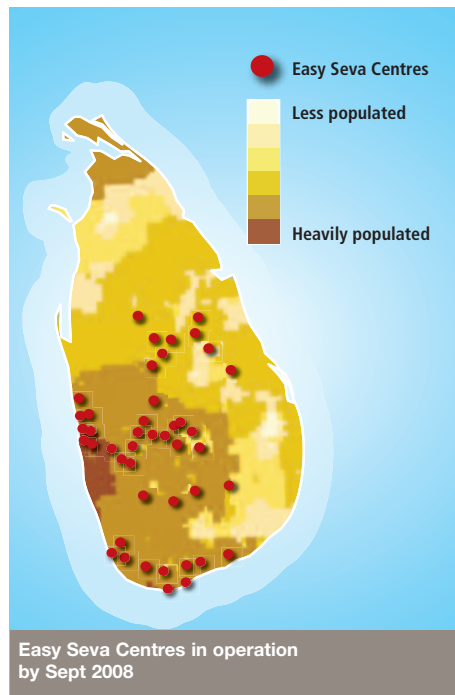 Easy Seva Centres
Less populated
Heavily populated
Easy Seva Centres in operation
by Sept 2008